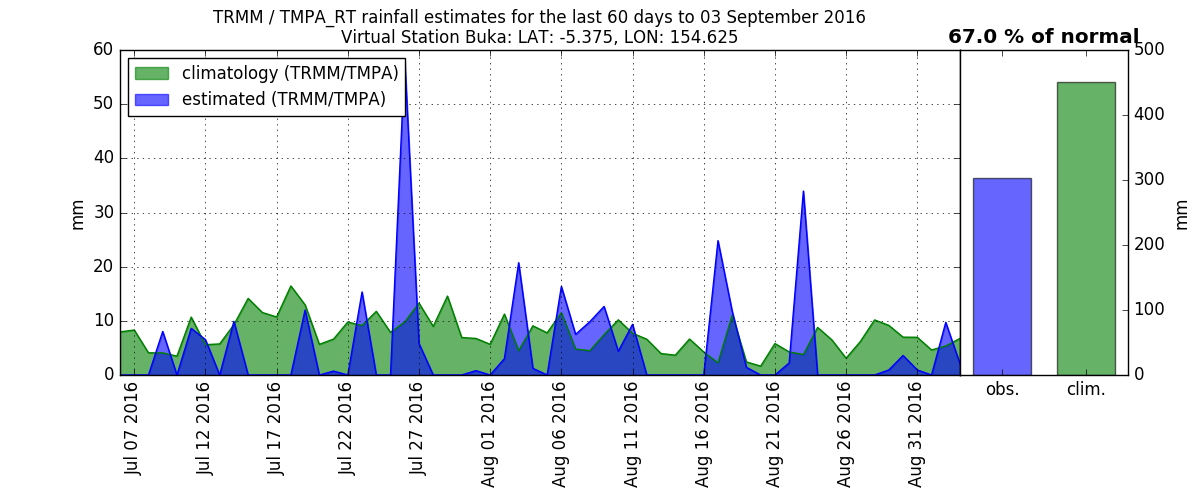 TRMM / TMPA_RT rainfall estimates for the last 60 days to 03 September 2016
Virtual Station Buka: LAT: -5.375, LON: 154.625
67.0 % of normal
climatology (TRMM/TMPA)
estimated (TRMM/TMPA)
60
50
40
30
20
10
0
mm
Jul 07 2016
Jul 12 2016
Jul 17 2016
Jul 22 2016
Jul 27 2016
Aug 01 2016
Aug 06 2016
Aug 11 2016
Aug 16 2016
Aug 21 2016
Aug 26 2016
Aug 31 2016
500
400
300
200
100
0
mm
obs.
clim.